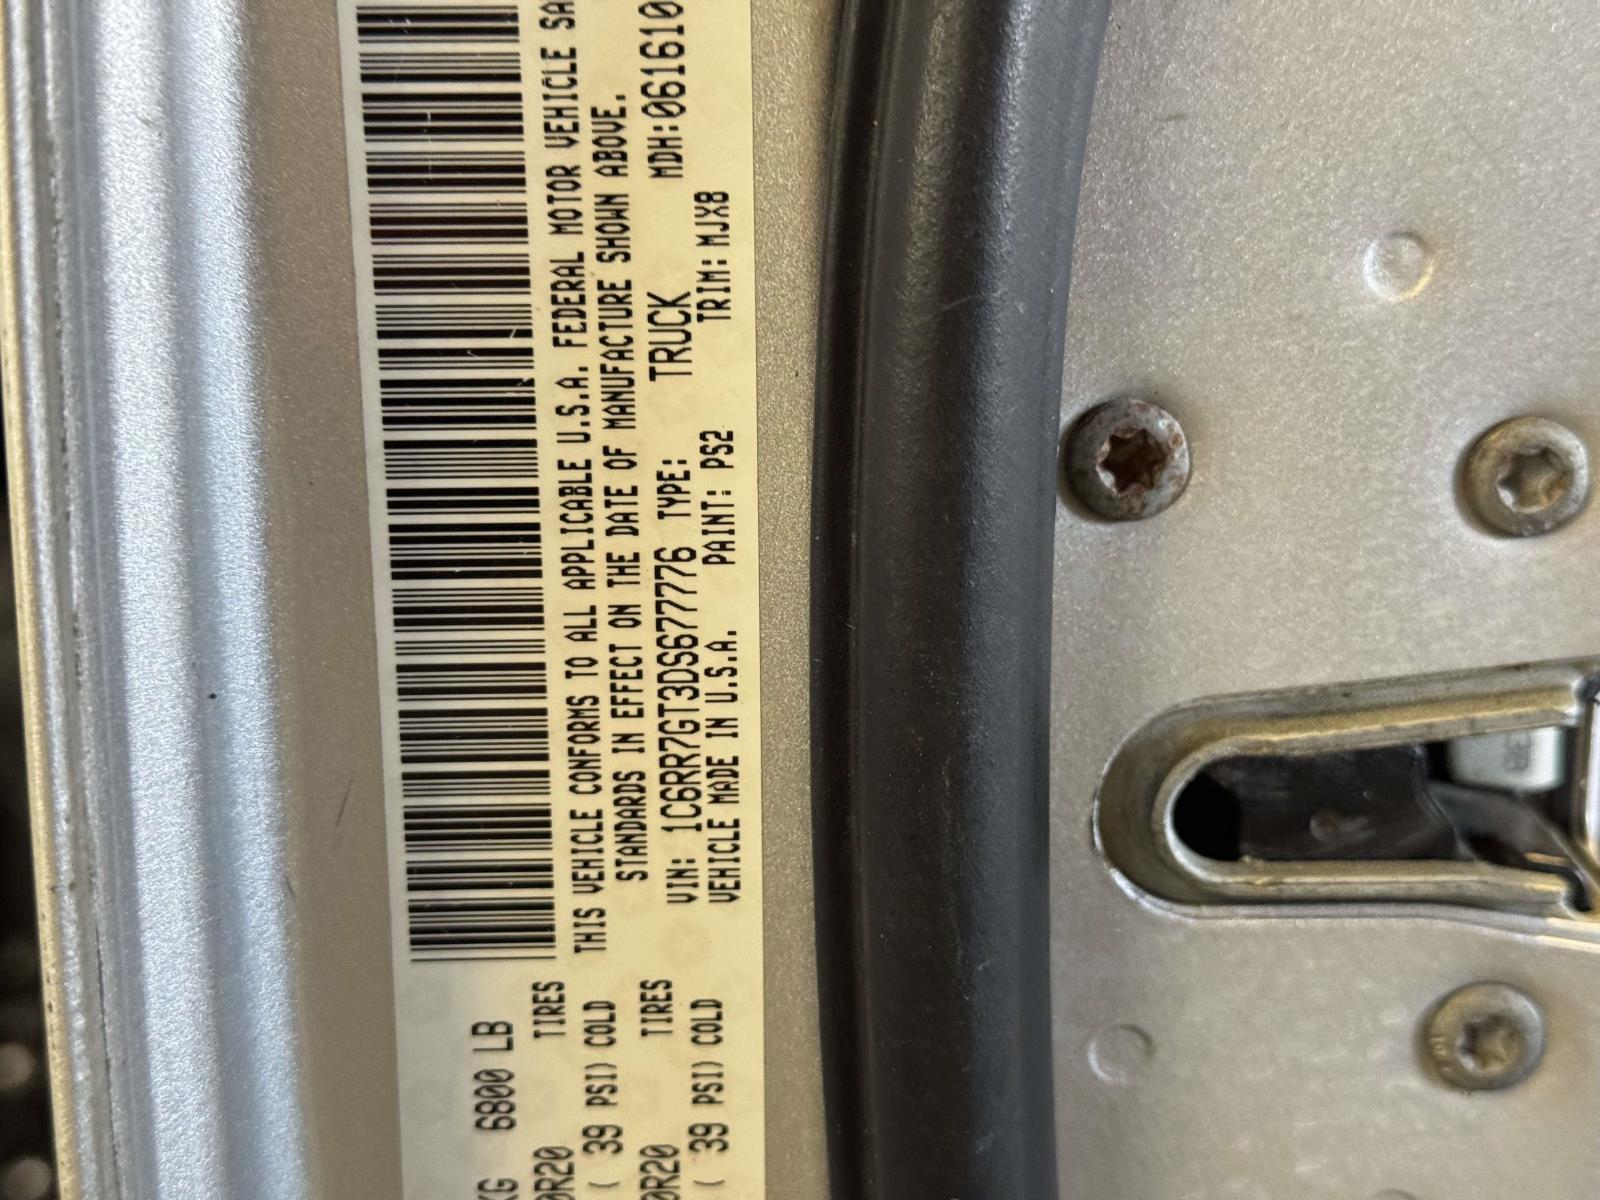 KG 6800 LB
0R20 TIRES
( 39 PSI) COLD
0R20 TIRES
( 39 PSI) COLD
THIS VEHICLE CONFORMS TO ALL APPLICABLE U.S.A. FEDERAL MOTOR VEHICLE SA
STANDARDS IN EFFECT ON THE DATE OF MANUFACTURE SHOWN ABOVE.
VIN: 1C6RR7GT3DS677776 TYPE: TRUCK MDH:061610
VEHICLE MADE IN U.S.A. PAINT: PS2 TRIM: MJX8